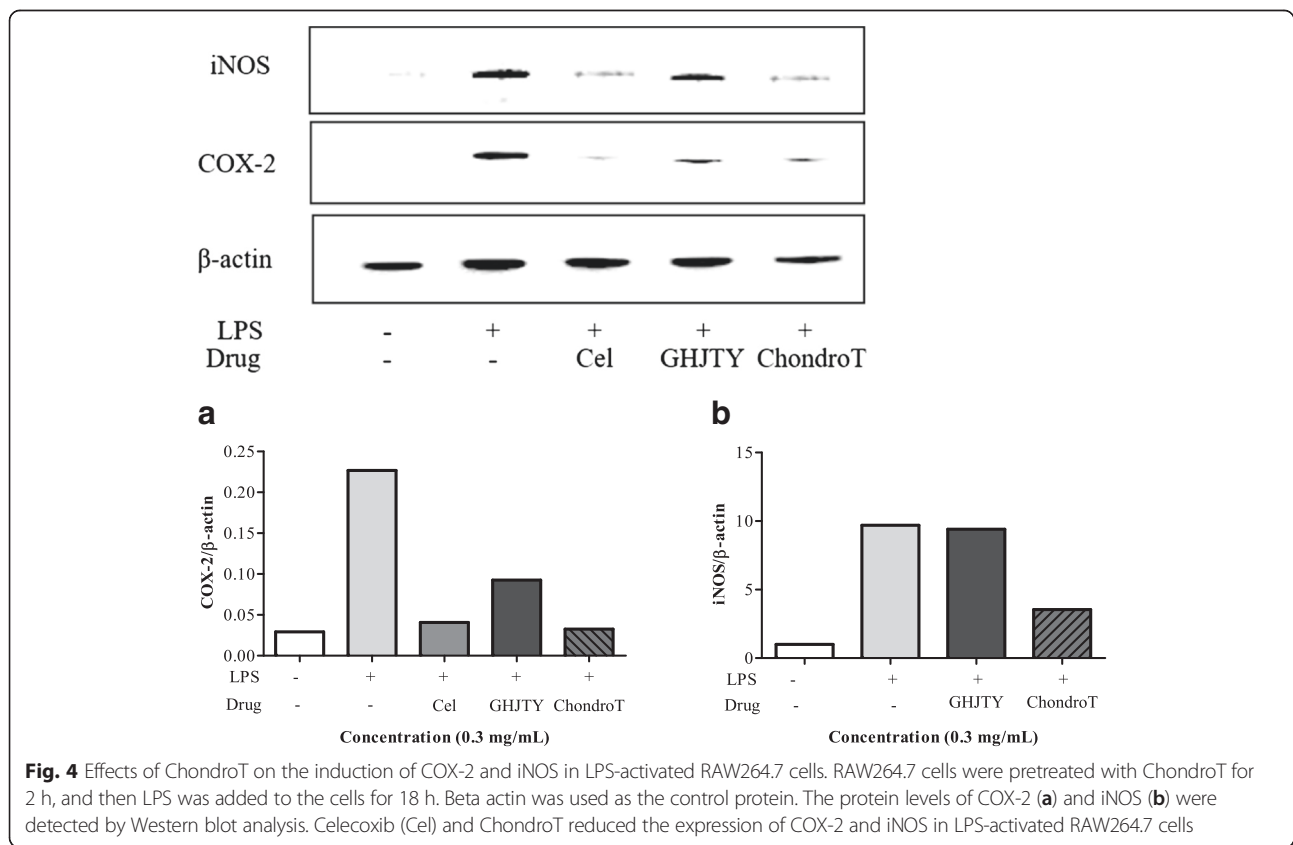 iNOS
COX-2
β-actin
LPS - + + + +
Drug - - Cel GHJTY ChondroT
a
0.25
0.20
0.15
0.10
0.05
0.00
COX-2/β-actin
LPS - + + + +
Drug - - Cel GHJTY ChondroT
Concentration (0.3 mg/mL)
b
15
10
5
0
iNOS/β-actin
LPS - + + +
Drug - - GHJTY ChondroT
Concentration (0.3 mg/mL)
Fig. 4 Effects of ChondroT on the induction of COX-2 and iNOS in LPS-activated RAW264.7 cells. RAW264.7 cells were pretreated with ChondroT for
2 h, and then LPS was added to the cells for 18 h. Beta actin was used as the control protein. The protein levels of COX-2 (a) and iNOS (b) were
detected by Western blot analysis. Celecoxib (Cel) and ChondroT reduced the expression of COX-2 and iNOS in LPS-activated RAW264.7 cells